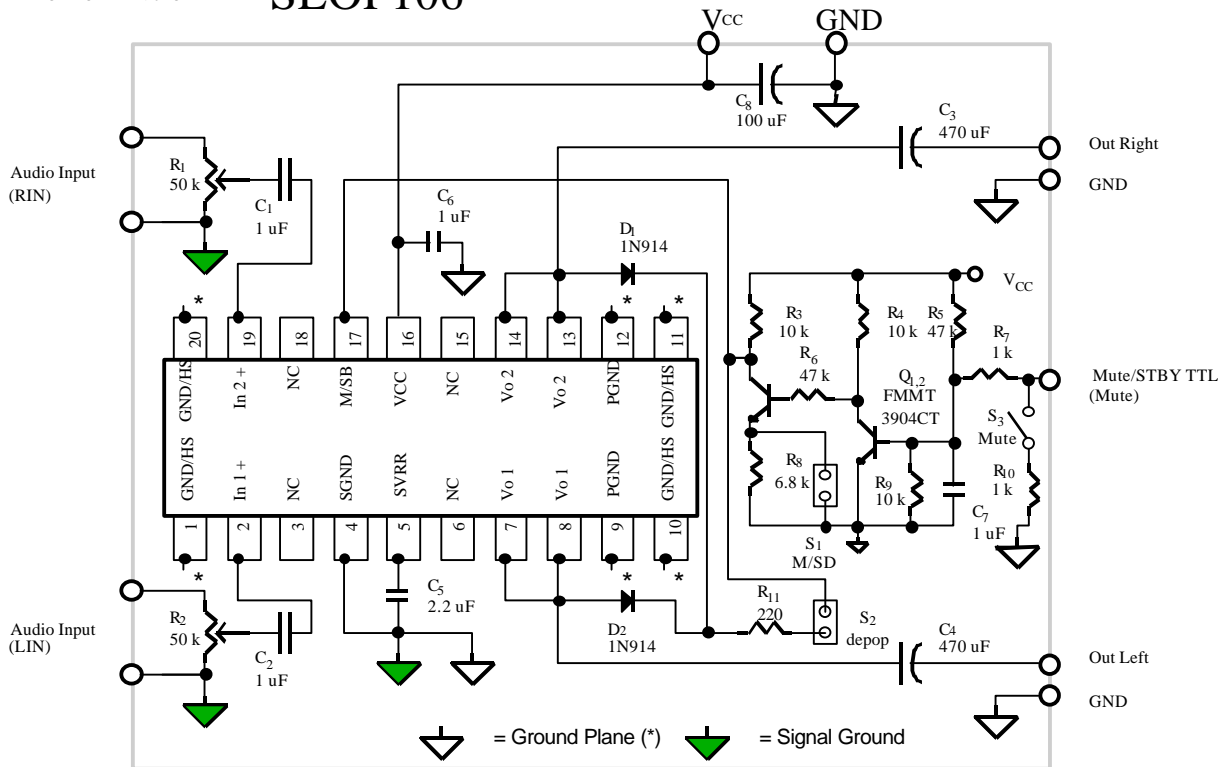 SLOP106
VCC
GND
C8
100 uF
C3
470 uF
Out Right
GND
Audio Input
(RIN)
R1
50 k
C1
1 uF
C6
1 uF
D1
1N914
VCC
R3
10 k
R4
10 k
R5
47 k
R6
47 k
R7
1 k
Q1,2
FMMT
3904CT
Mute/STBY TTL
(Mute)
S3
Mute
R8
6.8 k
R9
10 k
R10
1 k
C7
1 uF
S1
M/SD
* * *
20 19 18 17 16 15 14 13 12 11
GND/HS In 2 + NC M/SB VCC NC Vo 2 Vo 2 PGND GND/HS
GND/HS In 1 + NC SGND SVRR NC Vo 1 Vo 1 PGND GND/HS
1 2 3 4 5 6 7 8 9 10
* * *
C5
2.2 uF
D2
1N914
R11
220
S2
depop
Audio Input
(LIN)
R2
50 k
C2
1 uF
C4
470 uF
Out Left
GND
= Ground Plane (*)
= Signal Ground